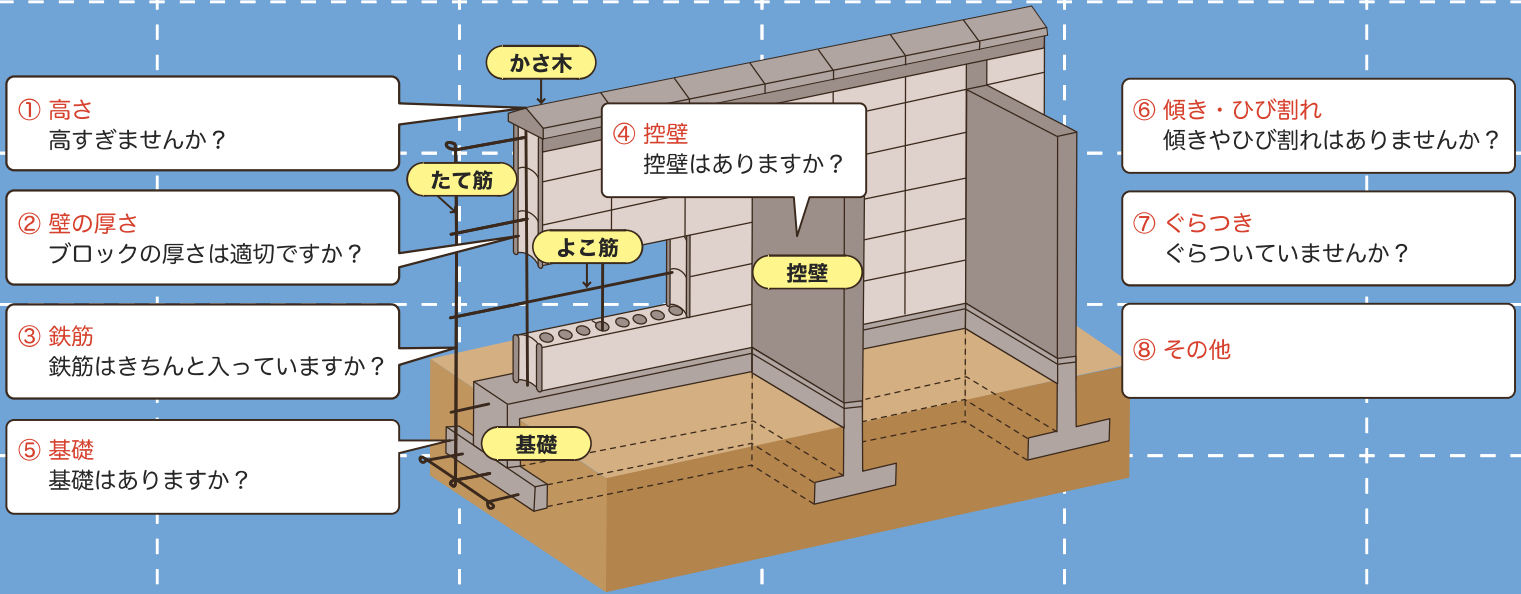 ① 高さ
高すぎませんか？
② 壁の厚さ
ブロックの厚さは適切ですか？
③ 鉄筋
鉄筋はきちんと入っていますか？
⑤ 基礎
基礎はありますか？
かさ木
たて筋
よこ筋
④ 控壁
控壁はありますか？
控壁
基礎
⑥ 傾き・ひび割れ
傾きやひび割れはありませんか？
⑦ ぐらつき
ぐらついていませんか？
⑧ その他